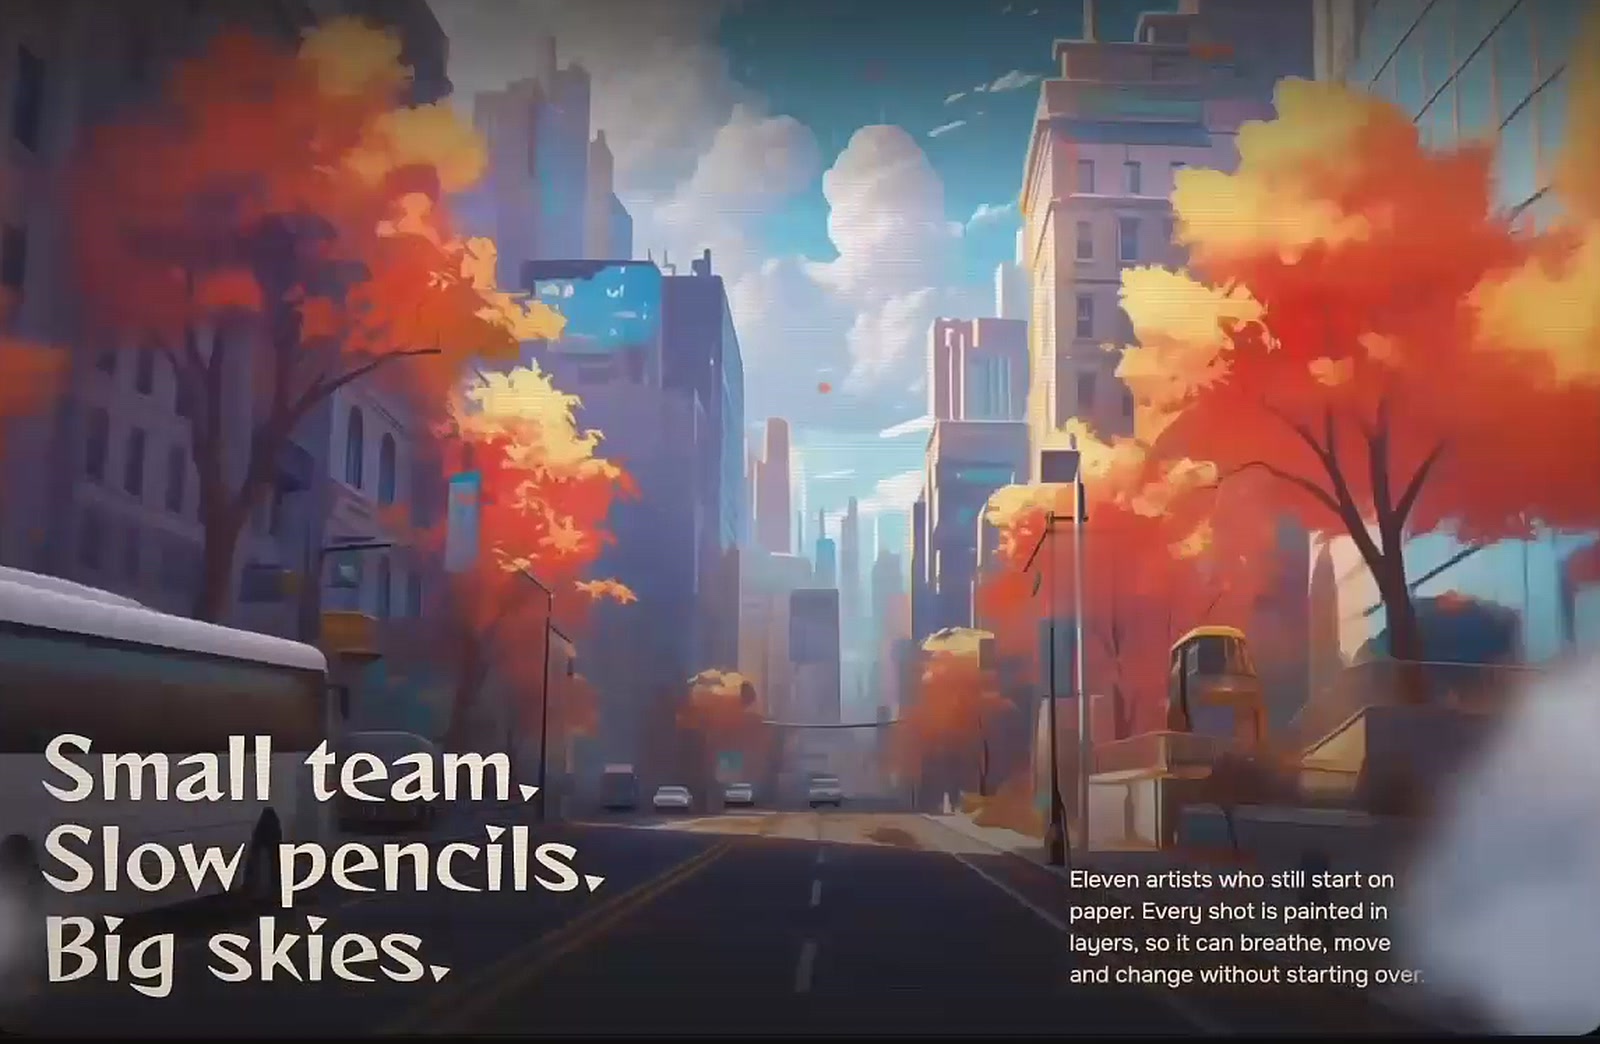 Small team.
Slow pencils.
Big skies.
Eleven artists who still start on
paper. Every shot is painted in
layers, so it can breathe, move
and change without starting over.